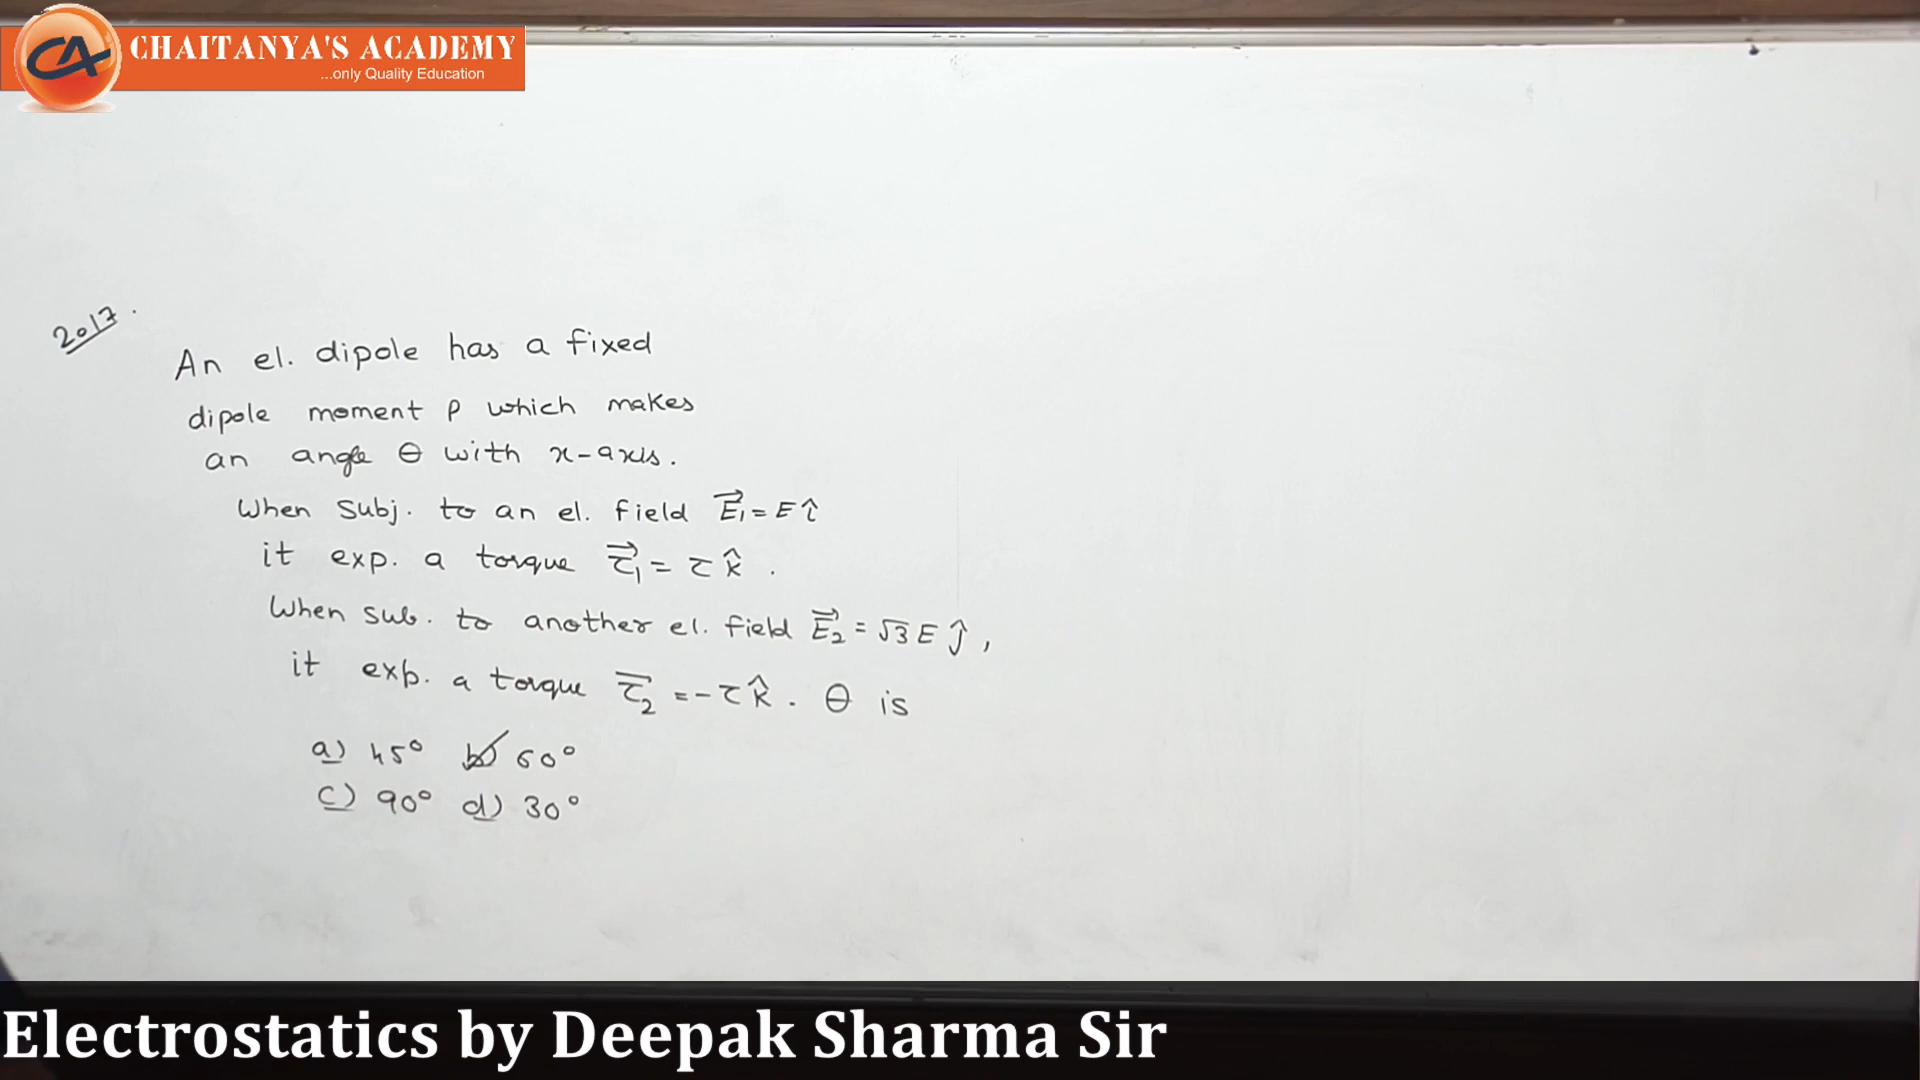 CA CHAITANYA'S ACADEMY
...only Quality Education
2017.
An el. dipole has a fixed
dipole moment p which makes
an angle θ with x-axis.
When Subj. to an el. field E⃗₁ = E î
it exp. a torque τ⃗₁ = τ k̂ .
When sub. to another el. field E⃗₂ = √3 E ĵ ,
it exp. a torque τ⃗₂ = -τ k̂ . θ is
a) 45° b) 60°
c) 90° d) 30°
Electrostatics by Deepak Sharma Sir